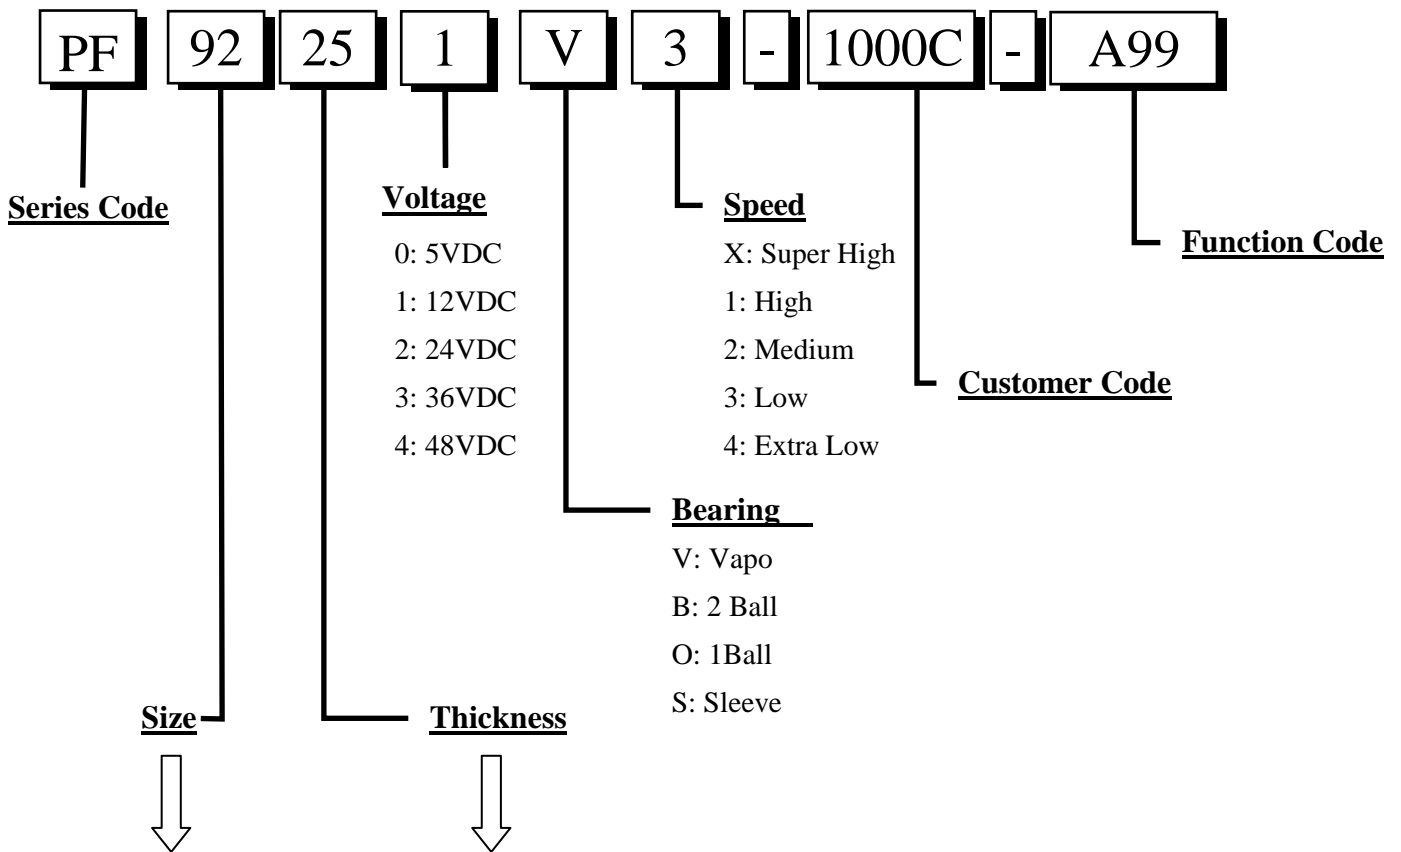 PF 92 25 1 V 3 - 1000C - A99
Series Code
Voltage
0: 5VDC
1: 12VDC
2: 24VDC
3: 36VDC
4: 48VDC
Speed
X: Super High
1: High
2: Medium
3: Low
4: Extra Low
Function Code
Customer Code
Bearing
V: Vapo
B: 2 Ball
O: 1Ball
S: Sleeve
Size
Thickness